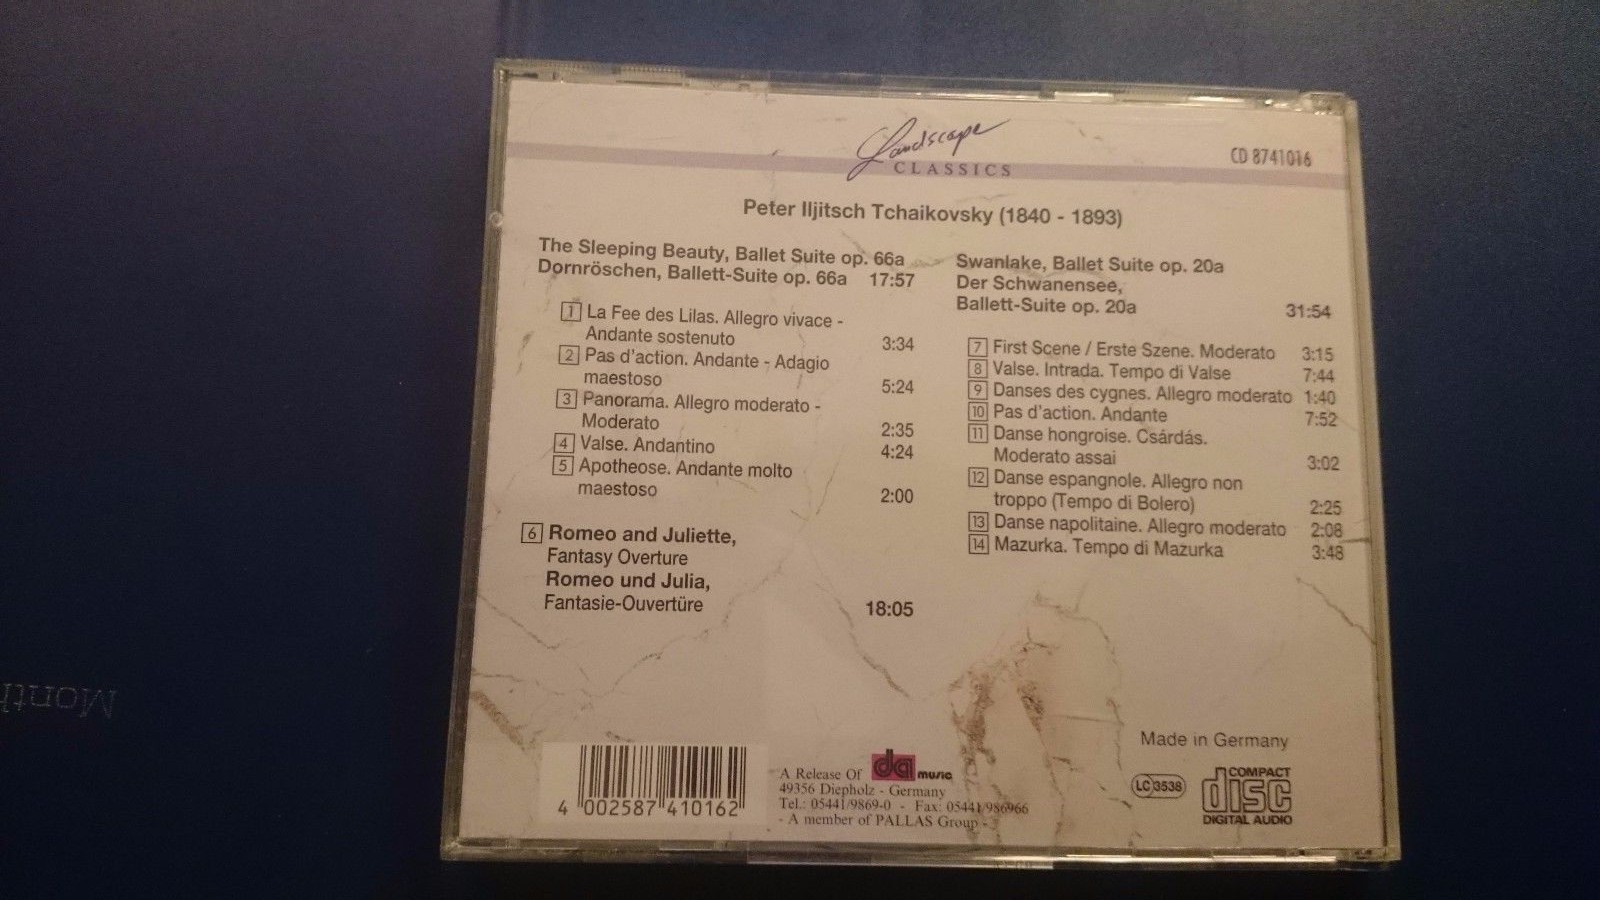 Landscape
CLASSICS
CD 8741016
Peter Iljitsch Tchaikovsky (1840 - 1893)
The Sleeping Beauty, Ballet Suite op. 66a
Dornröschen, Ballett-Suite op. 66a 17:57
1 La Fee des Lilas. Allegro vivace -
Andante sostenuto 3:34
2 Pas d'action. Andante - Adagio
maestoso 5:24
3 Panorama. Allegro moderato -
Moderato 2:35
4 Valse. Andantino 4:24
5 Apotheose. Andante molto
maestoso 2:00
6 Romeo and Juliette,
Fantasy Overture
Romeo und Julia,
Fantasie-Ouvertüre 18:05
Swanlake, Ballet Suite op. 20a
Der Schwanensee,
Ballett-Suite op. 20a 31:54
7 First Scene / Erste Szene. Moderato 3:15
8 Valse. Intrada. Tempo di Valse 7:44
9 Danses des cygnes. Allegro moderato 1:40
10 Pas d'action. Andante 7:52
11 Danse hongroise. Csárdás.
Moderato assai 3:02
12 Danse espangnole. Allegro non
troppo (Tempo di Bolero) 2:25
13 Danse napolitaine. Allegro moderato 2:08
14 Mazurka. Tempo di Mazurka 3:48
4 002587 410162
A Release Of da music
49356 Diepholz - Germany
Tel.: 05441/9869-0 - Fax: 05441/986966
- A member of PALLAS Group -
Made in Germany
LC 3538
COMPACT
disc
DIGITAL AUDIO
Month